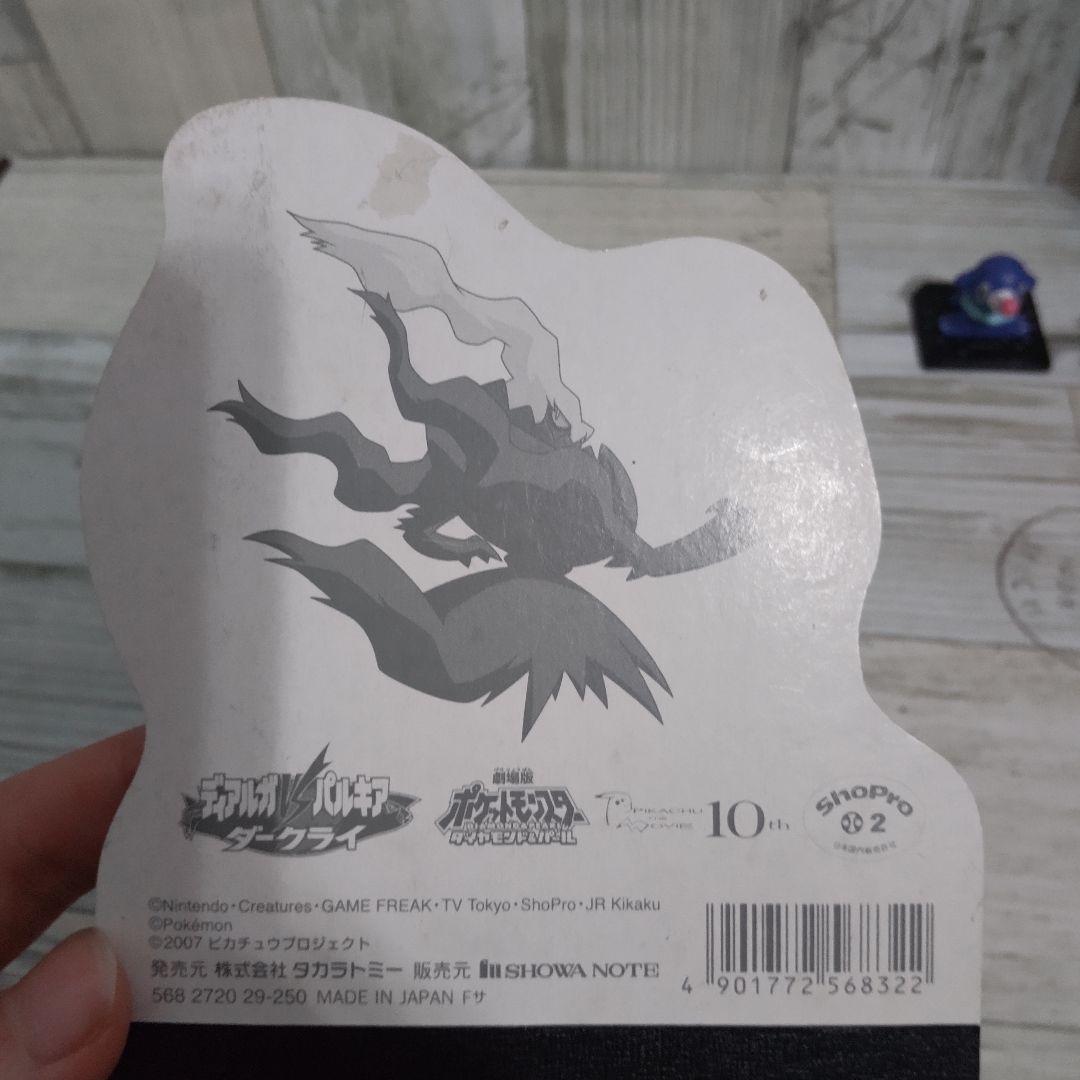 ディアルガVSパルキア
ダークライ
劇場版
ポケットモンスター
DIAMOND & PEARL
ダイヤモンド&パール
PIKACHU
THE
MOVIE 10th
ShoPro
2
©Nintendo・Creatures・GAME FREAK・TV Tokyo・ShoPro・JR Kikaku
©Pokémon
©2007 ピカチュウプロジェクト
発売元 株式会社 タカラトミー 販売元 SHOWA NOTE
568 2720 29-250 MADE IN JAPAN Fサ
4 901772 568322